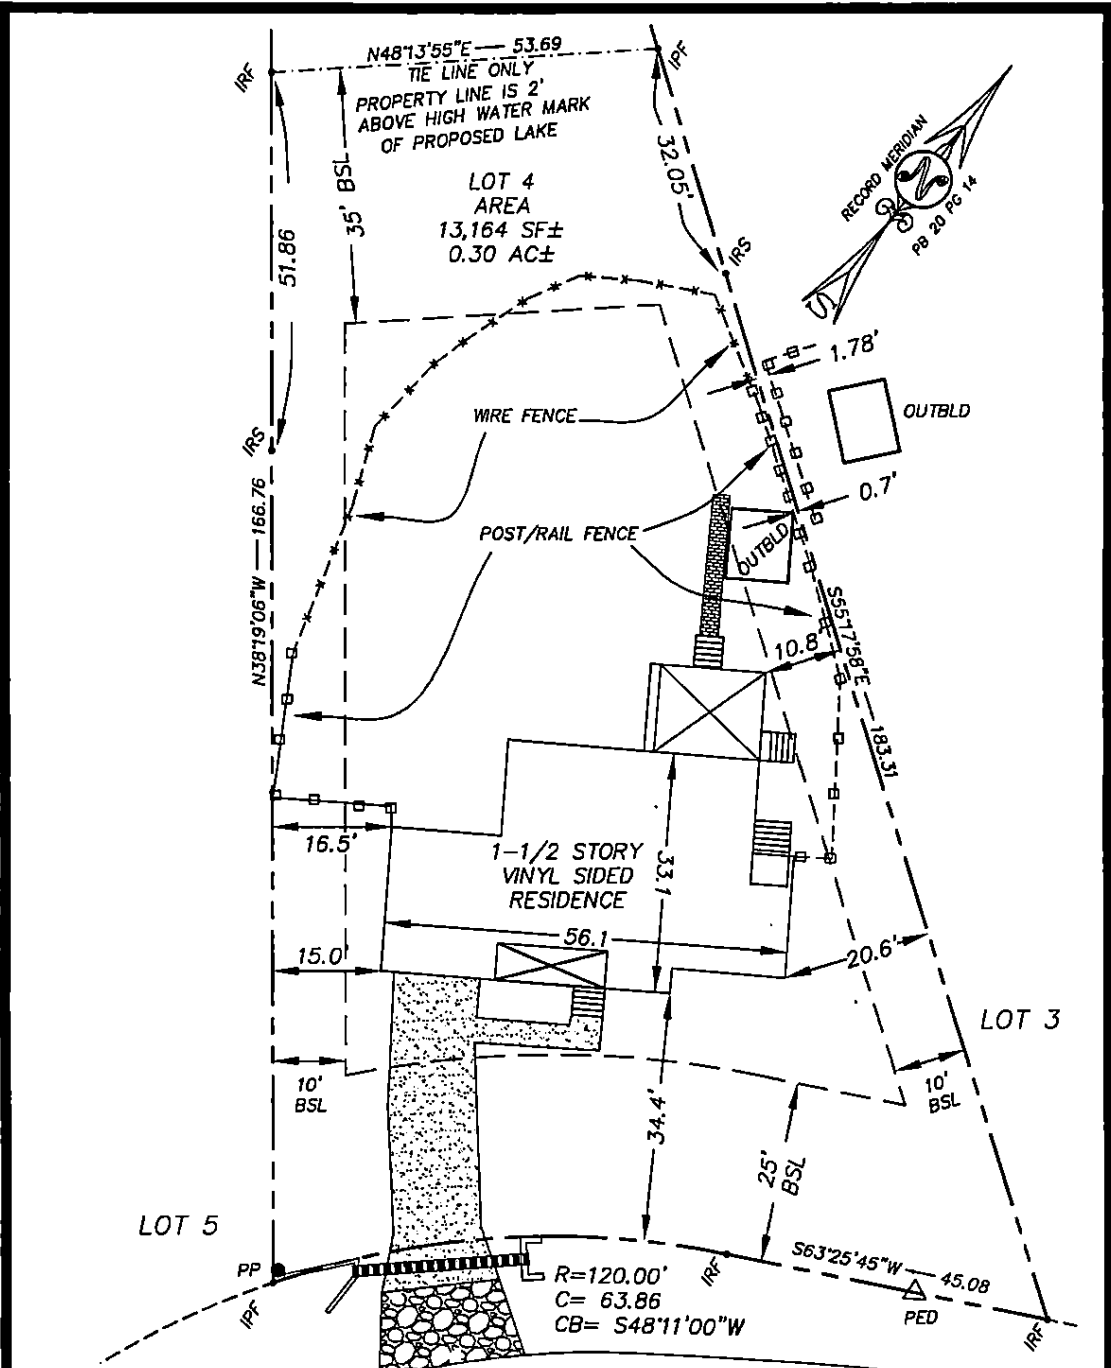 N48°13'55"E — 53.69
TIE LINE ONLY
PROPERTY LINE IS 2'
ABOVE HIGH WATER MARK
OF PROPOSED LAKE
IRF
IPF
35' BSL
32.05'
51.86
LOT 4
AREA
13,164 SF±
0.30 AC±
RECORD MERIDIAN
N
PB 20 PG 14
S
IRS
IRS
1.78'
OUTBLD
WIRE FENCE
0.7'
POST/RAIL FENCE
OUTBLD
N38°19'06"W — 166.76
S55°17'58"E — 183.31
10.8'
16.5'
1-1/2 STORY
VINYL SIDED
RESIDENCE
33.1
56.1
15.0'
20.6'
LOT 3
10'
BSL
10'
BSL
34.4'
25'
BSL
LOT 5
PP
IPF
R=120.00'
C= 63.86
CB= S48°11'00"W
IRF
S63°25'45"W — 45.08
PED
IRF